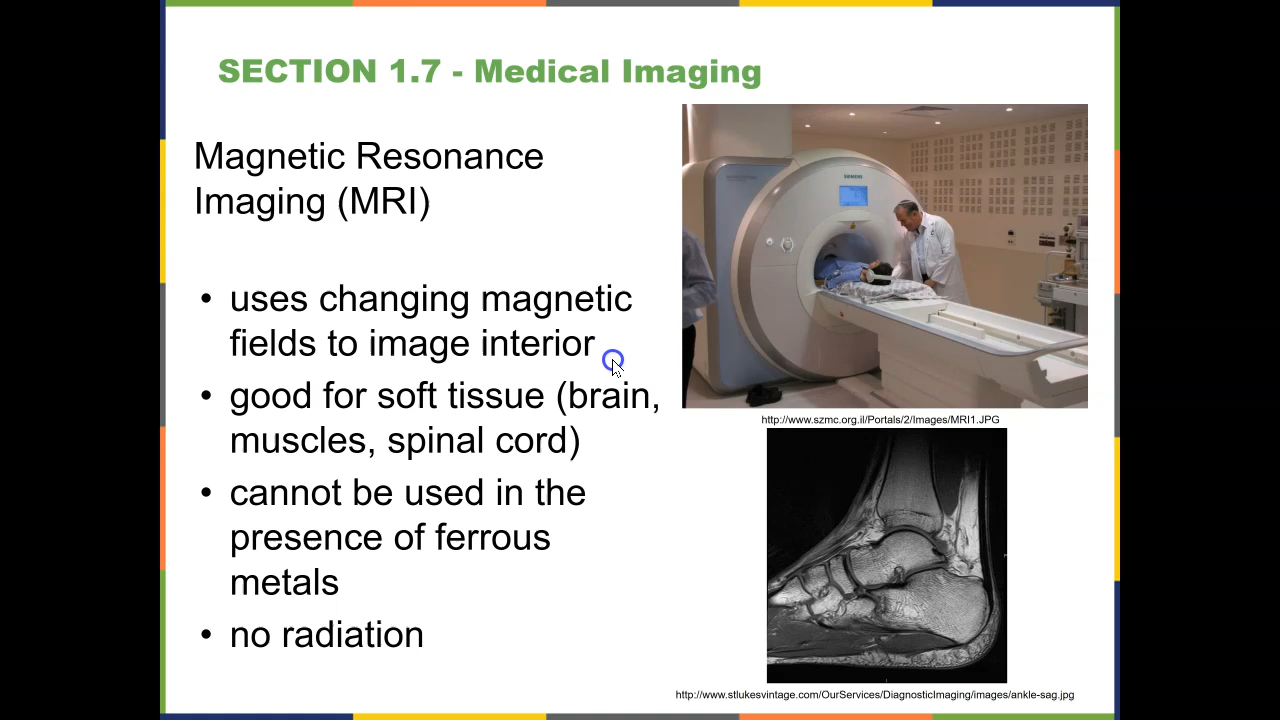 SECTION 1.7 - Medical Imaging
Magnetic Resonance
Imaging (MRI)
• uses changing magnetic
fields to image interior
• good for soft tissue (brain,
muscles, spinal cord)
• cannot be used in the
presence of ferrous
metals
• no radiation
SIEMENS
http://www.szmc.org.il/Portals/2/Images/MRI1.JPG
http://www.stlukesvintage.com/OurServices/DiagnosticImaging/images/ankle-sag.jpg